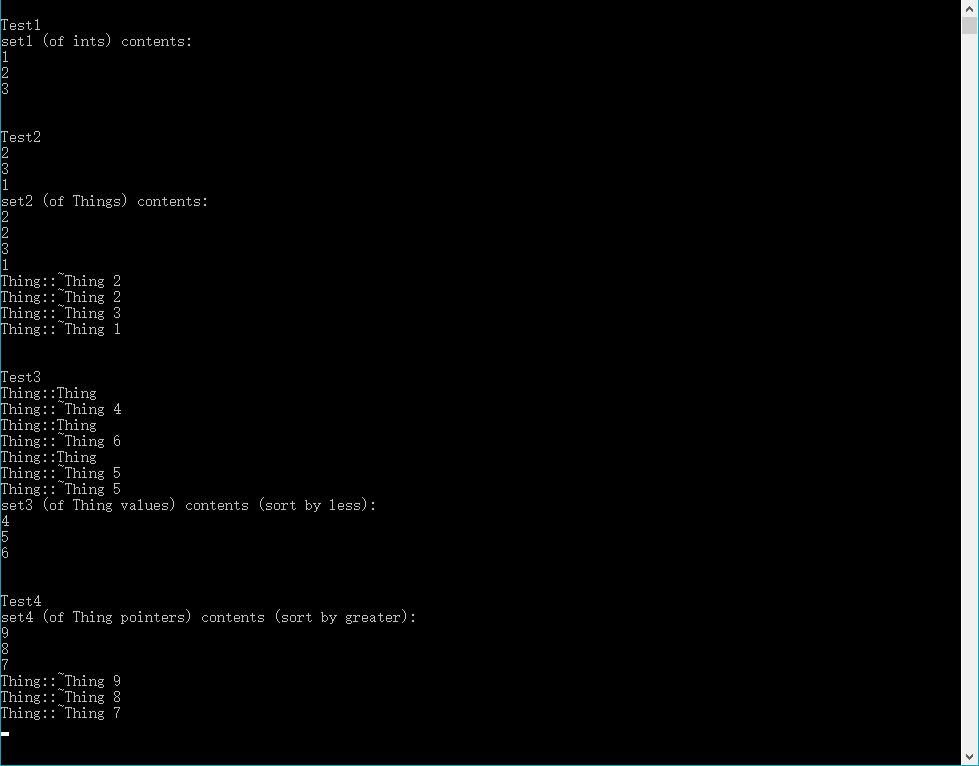 Test1
set1 (of ints) contents:
1
2
3
Test2
2
3
1
set2 (of Things) contents:
2
2
3
1
Thing::~Thing 2
Thing::~Thing 2
Thing::~Thing 3
Thing::~Thing 1
Test3
Thing::Thing
Thing::~Thing 4
Thing::Thing
Thing::~Thing 6
Thing::Thing
Thing::~Thing 5
Thing::~Thing 5
set3 (of Thing values) contents (sort by less):
4
5
6
Test4
set4 (of Thing pointers) contents (sort by greater):
9
8
7
Thing::~Thing 9
Thing::~Thing 8
Thing::~Thing 7